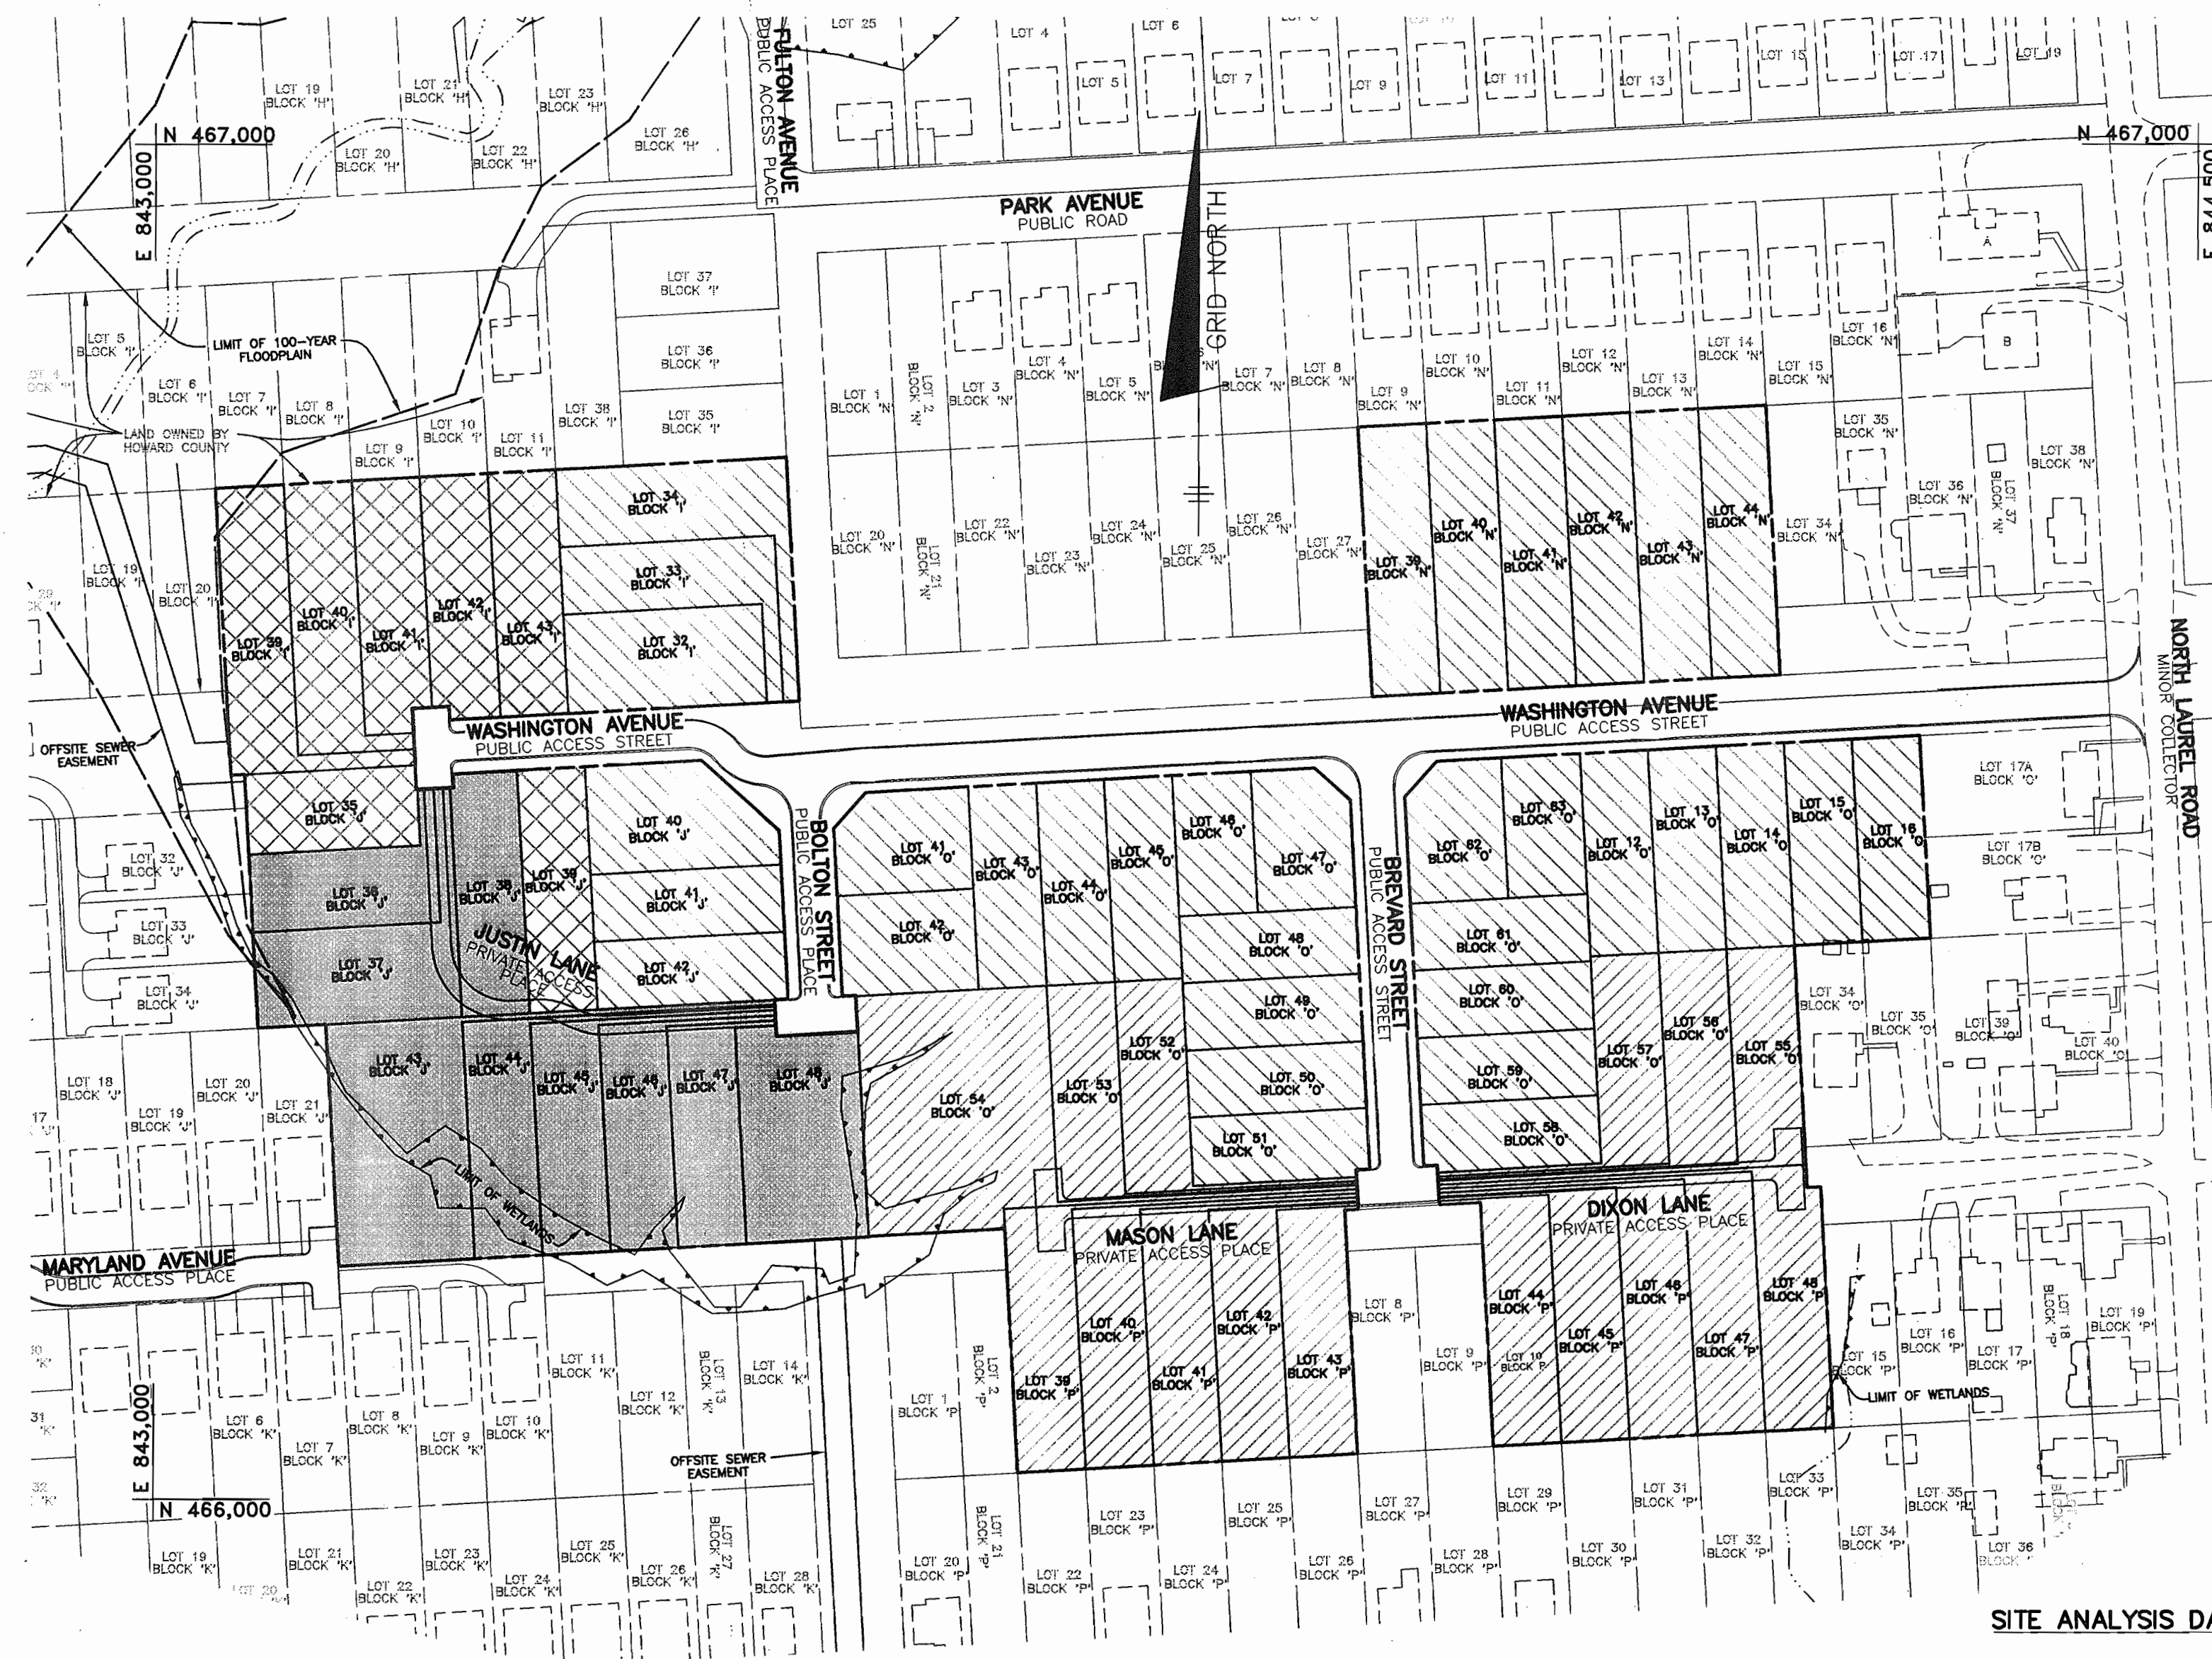 LOT 25
LOT 4
LOT 6
LOT 5
LOT 7
LOT 9
LOT 11
LOT 13
LOT 15
LOT 17
LOT 19
FULTON AVENUE
PUBLIC ACCESS PLACE
LOT 19
BLOCK 'H'
LOT 21
BLOCK 'H'
LOT 23
BLOCK 'H'
LOT 26
BLOCK 'H'
LOT 20
BLOCK 'H'
LOT 22
BLOCK 'H'
N 467,000
E 843,000
N 467,000
PARK AVENUE
PUBLIC ROAD
GRID NORTH
A
B
LOT 37
BLOCK 'I'
LOT 36
BLOCK 'I'
LOT 35
BLOCK 'I'
LOT 38
BLOCK 'I'
LIMIT OF 100-YEAR
FLOODPLAIN
LOT 5
BLOCK 'I'
LOT 6
BLOCK 'I'
LOT 7
BLOCK 'I'
LOT 8
BLOCK 'I'
LOT 9
BLOCK 'I'
LOT 10
BLOCK 'I'
LOT 11
BLOCK 'I'
LAND OWNED BY
HOWARD COUNTY
LOT 1
BLOCK 'N'
LOT 2
BLOCK 'N'
LOT 3
BLOCK 'N'
LOT 4
BLOCK 'N'
LOT 5
BLOCK 'N'
LOT 7
BLOCK 'N'
LOT 8
BLOCK 'N'
LOT 9
BLOCK 'N'
LOT 10
BLOCK 'N'
LOT 11
BLOCK 'N'
LOT 12
BLOCK 'N'
LOT 13
BLOCK 'N'
LOT 14
BLOCK 'N'
LOT 15
BLOCK 'N'
LOT 16
BLOCK 'N'
LOT 35
BLOCK 'N'
LOT 36
BLOCK 'N'
LOT 37
BLOCK 'N'
LOT 38
BLOCK 'N'
LOT 34
BLOCK 'N'
LOT 20
BLOCK 'N'
LOT 21
BLOCK 'N'
LOT 22
BLOCK 'N'
LOT 23
BLOCK 'N'
LOT 24
BLOCK 'N'
LOT 25
BLOCK 'N'
LOT 26
BLOCK 'N'
LOT 27
BLOCK 'N'
LOT 39
BLOCK 'N'
LOT 40
BLOCK 'N'
LOT 41
BLOCK 'N'
LOT 42
BLOCK 'N'
LOT 43
BLOCK 'N'
LOT 44
BLOCK 'N'
LOT 19
BLOCK 'I'
LOT 20
BLOCK 'I'
LOT 39
BLOCK 'I'
LOT 40
BLOCK 'I'
LOT 41
BLOCK 'I'
LOT 42
BLOCK 'I'
LOT 43
BLOCK 'I'
LOT 34
BLOCK 'I'
LOT 33
BLOCK 'I'
LOT 32
BLOCK 'I'
WASHINGTON AVENUE
PUBLIC ACCESS STREET
WASHINGTON AVENUE
PUBLIC ACCESS STREET
NORTH LAUREL ROAD
MINOR COLLECTOR
OFFSITE SEWER
EASEMENT
LOT 35
BLOCK 'J'
LOT 36
BLOCK 'J'
LOT 37
BLOCK 'J'
LOT 38
BLOCK 'J'
LOT 39
BLOCK 'J'
LOT 40
BLOCK 'J'
LOT 41
BLOCK 'J'
LOT 42
BLOCK 'J'
JUSTIN LANE
PRIVATE ACCESS
PLACE
BOLTON STREET
PUBLIC ACCESS PLACE
LOT 41
BLOCK 'O'
LOT 42
BLOCK 'O'
LOT 43
BLOCK 'O'
LOT 44
BLOCK 'O'
LOT 45
BLOCK 'O'
LOT 46
BLOCK 'O'
LOT 47
BLOCK 'O'
LOT 48
BLOCK 'O'
LOT 49
BLOCK 'O'
LOT 50
BLOCK 'O'
LOT 51
BLOCK 'O'
LOT 52
BLOCK 'O'
LOT 53
BLOCK 'O'
LOT 54
BLOCK 'O'
BREVARD STREET
PUBLIC ACCESS STREET
LOT 62
BLOCK 'O'
LOT 63
BLOCK 'O'
LOT 12
BLOCK 'O'
LOT 13
BLOCK 'O'
LOT 14
BLOCK 'O
LOT 15
BLOCK 'O'
LOT 16
BLOCK 'O
LOT 61
BLOCK 'O'
LOT 60
BLOCK 'O'
LOT 59
BLOCK 'O'
LOT 58
BLOCK 'O'
LOT 57
BLOCK 'O'
LOT 56
BLOCK 'O'
LOT 55
BLOCK 'O'
LOT 17A
BLOCK 'O'
LOT 17B
BLOCK 'O'
LOT 34
BLOCK 'O'
LOT 35
BLOCK 'O'
LOT 39
BLOCK 'O'
LOT 40
BLOCK 'O'
LOT 32
BLOCK 'J'
LOT 33
BLOCK 'J'
LOT 34
BLOCK 'J'
17
LOT 18
BLOCK 'J'
LOT 19
BLOCK 'J'
LOT 20
BLOCK 'J'
LOT 21
BLOCK 'J'
LOT 43
BLOCK 'J'
LOT 44
BLOCK 'J'
LOT 45
BLOCK 'J'
LOT 46
BLOCK 'J'
LOT 47
BLOCK 'J'
LOT 48
BLOCK 'J'
LIMIT OF WETLANDS
MARYLAND AVENUE
PUBLIC ACCESS PLACE
MASON LANE
PRIVATE ACCESS PLACE
DIXON LANE
PRIVATE ACCESS PLACE
LOT 39
BLOCK 'P'
LOT 40
BLOCK 'P'
LOT 41
BLOCK 'P'
LOT 42
BLOCK 'P'
LOT 43
BLOCK 'P'
LOT 8
BLOCK 'P'
LOT 9
BLOCK 'P'
LOT 10
BLOCK P
LOT 44
BLOCK 'P'
LOT 45
BLOCK 'P'
LOT 46
BLOCK 'P'
LOT 47
BLOCK 'P'
LOT 48
BLOCK 'P'
LOT 15
BLOCK 'P'
LOT 16
BLOCK 'P'
LOT 17
BLOCK 'P'
LOT 18
BLOCK 'P'
LOT 19
BLOCK 'P'
LIMIT OF WETLANDS
LOT 6
BLOCK 'K'
LOT 7
BLOCK 'K'
LOT 8
BLOCK 'K'
LOT 9
BLOCK 'K'
LOT 10
BLOCK 'K'
LOT 11
BLOCK 'K'
LOT 12
BLOCK 'K'
LOT 13
BLOCK 'K'
LOT 14
BLOCK 'K'
LOT 1
BLOCK 'P
LOT 2
BLOCK 'P'
OFFSITE SEWER
EASEMENT
E 843,000
N 466,000
LOT 19
BLOCK 'K'
LOT 20
LOT 21
BLOCK 'K'
LOT 22
BLOCK 'K'
LOT 23
BLOCK 'K'
LOT 24
BLOCK 'K'
LOT 25
BLOCK 'K'
LOT 26
BLOCK 'K'
LOT 27
BLOCK 'K'
LOT 28
BLOCK 'K'
LOT 20
BLOCK 'P'
LOT 21
BLOCK 'P'
LOT 22
BLOCK 'P'
LOT 23
BLOCK 'P'
LOT 24
BLOCK 'P'
LOT 25
BLOCK 'P'
LOT 26
BLOCK 'P'
LOT 27
BLOCK 'P'
LOT 28
BLOCK 'P'
LOT 29
BLOCK 'P'
LOT 30
BLOCK 'P'
LOT 31
BLOCK 'P'
LOT 32
BLOCK 'P'
LOT 33
BLOCK 'P'
LOT 34
BLOCK 'P'
LOT 35
BLOCK 'P'
LOT 36
BLOCK '
SITE ANALYSIS DA